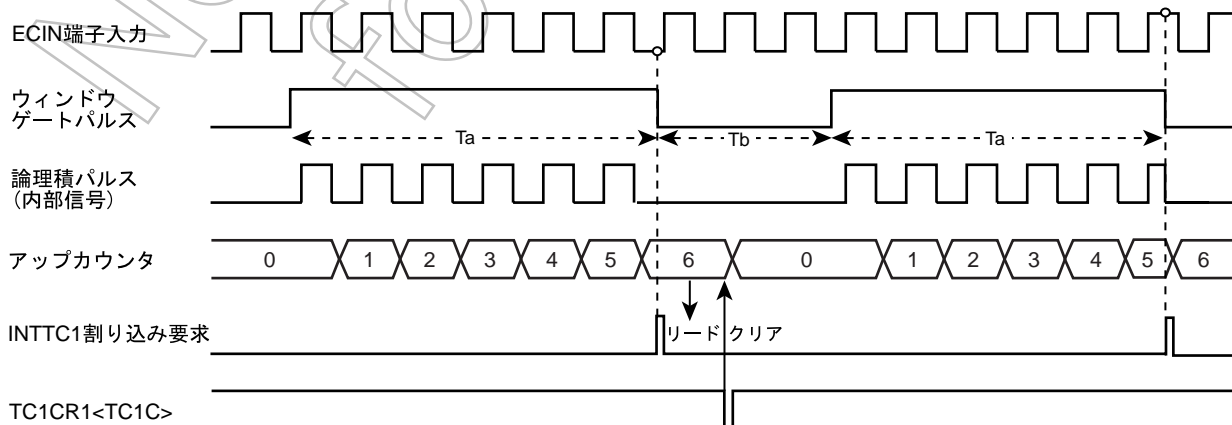 ECIN端子入力
ウィンドウ
ゲートパルス
Ta Tb Ta
論理積パルス
(内部信号)
アップカウンタ
0 1 2 3 4 5 6 0 1 2 3 4 5 6
INTTC1割り込み要求
リード クリア
TC1CR1<TC1C>